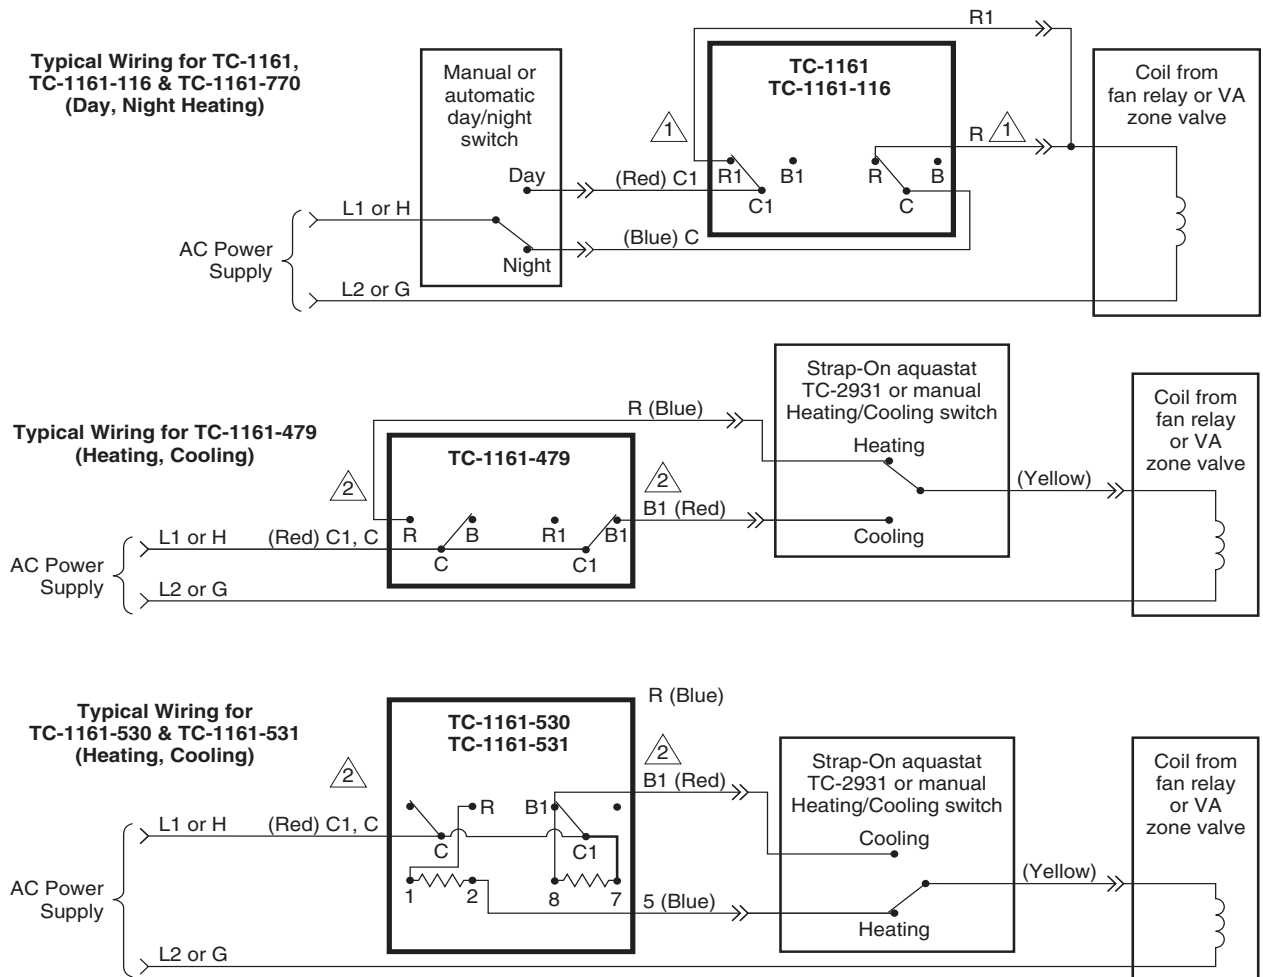 Typical Wiring for TC-1161,
TC-1161-116 & TC-1161-770
(Day, Night Heating)
Manual or
automatic
day/night
switch
Day
Night
L1 or H
AC Power
Supply
L2 or G
(Red) C1
(Blue) C
1
R1
TC-1161
TC-1161-116
R1
B1
C1
R
B
C
R
1
Coil from
fan relay or VA
zone valve
Typical Wiring for TC-1161-479
(Heating, Cooling)
R (Blue)
TC-1161-479
2
R
B
C
R1
B1
C1
2
B1 (Red)
L1 or H
(Red) C1, C
AC Power
Supply
L2 or G
Strap-On aquastat
TC-2931 or manual
Heating/Cooling switch
Heating
Cooling
(Yellow)
Coil from
fan relay
or VA
zone valve
Typical Wiring for
TC-1161-530 & TC-1161-531
(Heating, Cooling)
R (Blue)
TC-1161-530
TC-1161-531
2
R
B1
C
C1
1
2
8
7
2
B1 (Red)
5 (Blue)
L1 or H
(Red) C1, C
AC Power
Supply
L2 or G
Strap-On aquastat
TC-2931 or manual
Heating/Cooling switch
Cooling
Heating
(Yellow)
Coil from
fan relay
or VA
zone valve